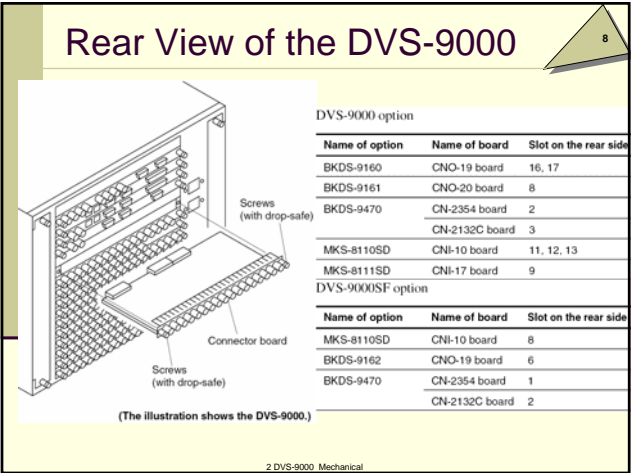 Rear View of the DVS-9000
8
Screws
(with drop-safe)
Connector board
Screws
(with drop-safe)
(The illustration shows the DVS-9000.)
DVS-9000 option
Name of option Name of board Slot on the rear side
BKDS-9160 CNO-19 board 16, 17
BKDS-9161 CNO-20 board 8
BKDS-9470 CN-2354 board 2
CN-2132C board 3
MKS-8110SD CNI-10 board 11, 12, 13
MKS-8111SD CNI-17 board 9
DVS-9000SF option
Name of option Name of board Slot on the rear side
MKS-8110SD CNI-10 board 8
BKDS-9162 CNO-19 board 6
BKDS-9470 CN-2354 board 1
CN-2132C board 2
2 DVS-9000 Mechanical